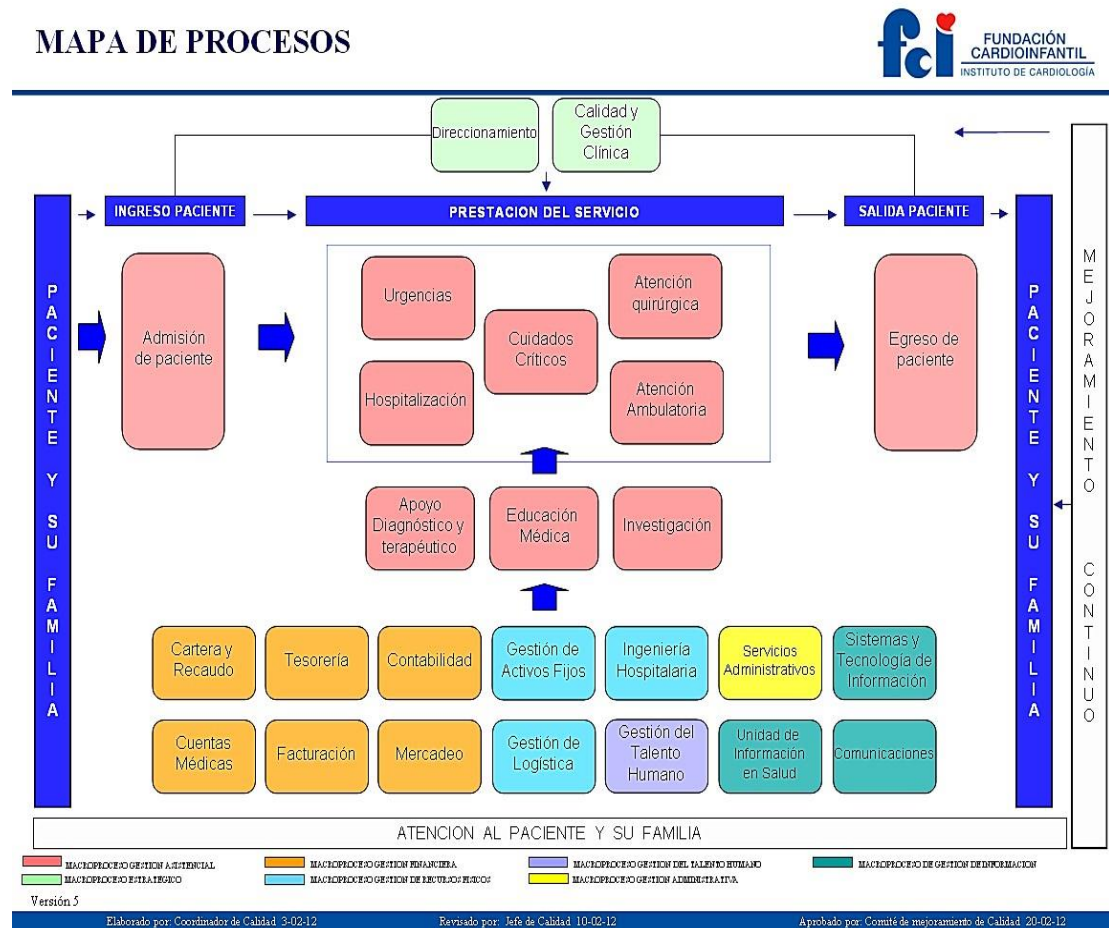 MAPA DE PROCESOS
fci
FUNDACIÓN
CARDIOINFANTIL
INSTITUTO DE CARDIOLOGÍA
Direccionamiento
Calidad y
Gestión
Clínica
INGRESO PACIENTE
PRESTACION DEL SERVICIO
SALIDA PACIENTE
PACIENTE Y SU FAMILIA
Admisión
de paciente
Urgencias
Atención
quirúrgica
Cuidados
Críticos
Hospitalización
Atención
Ambulatoria
Egreso de
paciente
PACIENTE Y SU FAMILIA
MEJORAMIENTO CONTINUO
Apoyo
Diagnóstico y
terapéutico
Educación
Médica
Investigación
Cartera y
Recaudo
Tesorería
Contabilidad
Gestión de
Activos Fijos
Ingeniería
Hospitalaria
Servicios
Administrativos
Sistemas y
Tecnología de
Información
Cuentas
Médicas
Facturación
Mercadeo
Gestión de
Logística
Gestión del
Talento
Humano
Unidad de
Información
en Salud
Comunicaciones
ATENCION AL PACIENTE Y SU FAMILIA
MACROPROCESO GESTION ASISTENCIAL
MACROPROCESO GESTION FINANCIERA
MACROPROCESO GESTION DEL TALENTO HUMANO
MACROPROCESO DE GESTION DE INFORMACION
MACROPROCESO ESTRATEGICO
MACROPROCESO GESTION DE RECURSOS FISICOS
MACROPROCESO GESTION ADMINISTRATIVA
Versión 5
Elaborado por: Coordinador de Calidad 3-02-12
Revisado por: Jefe de Calidad 10-02-12
Aprobado por: Comité de mejoramiento de Calidad 20-02-12